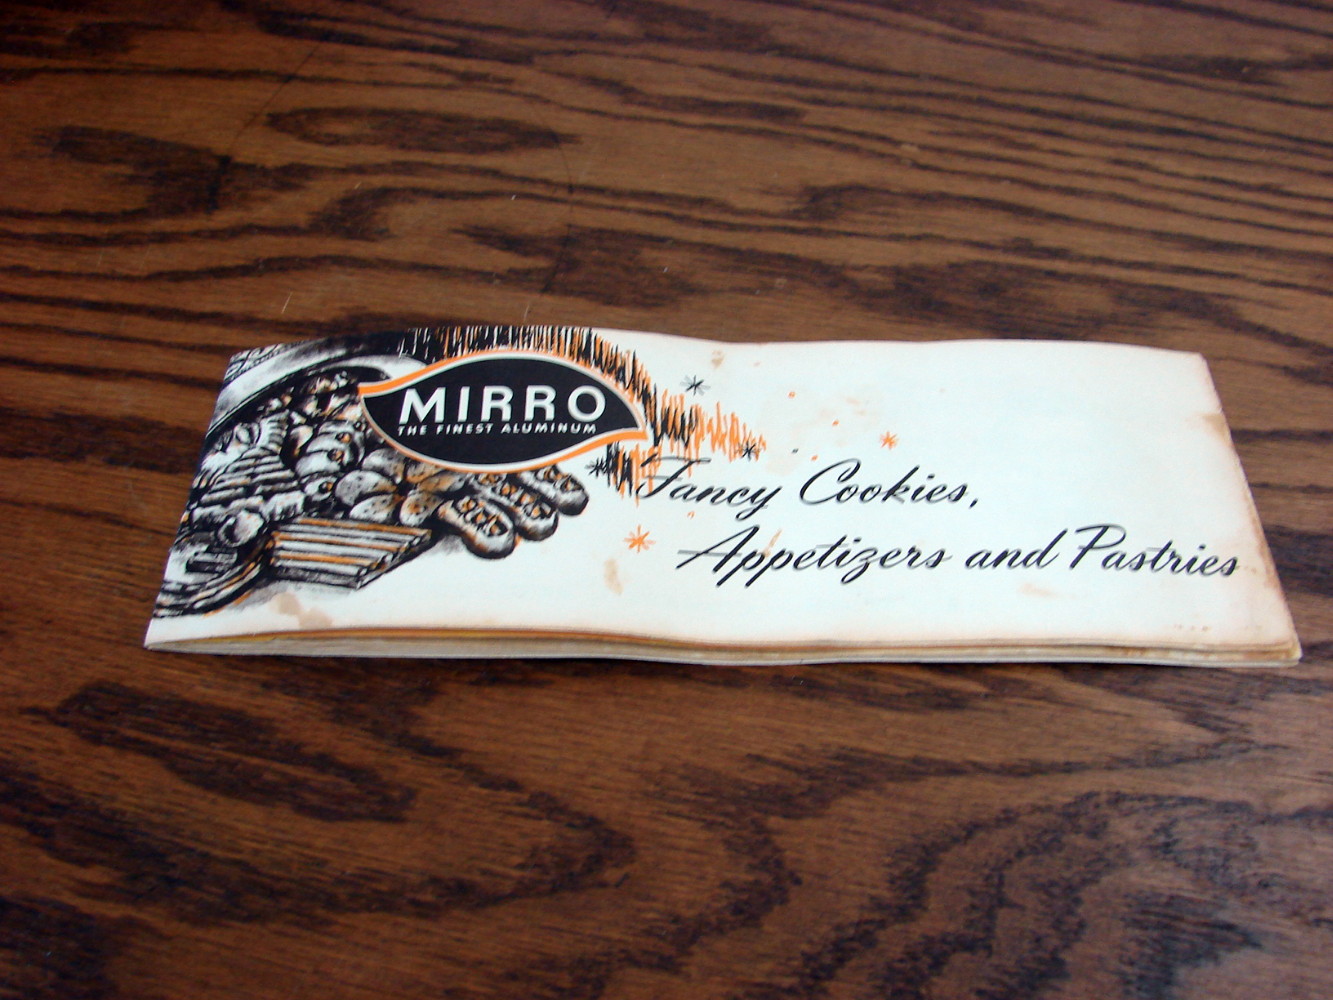 MIRRO
THE FINEST ALUMINUM
Fancy Cookies,
Appetizers and Pastries